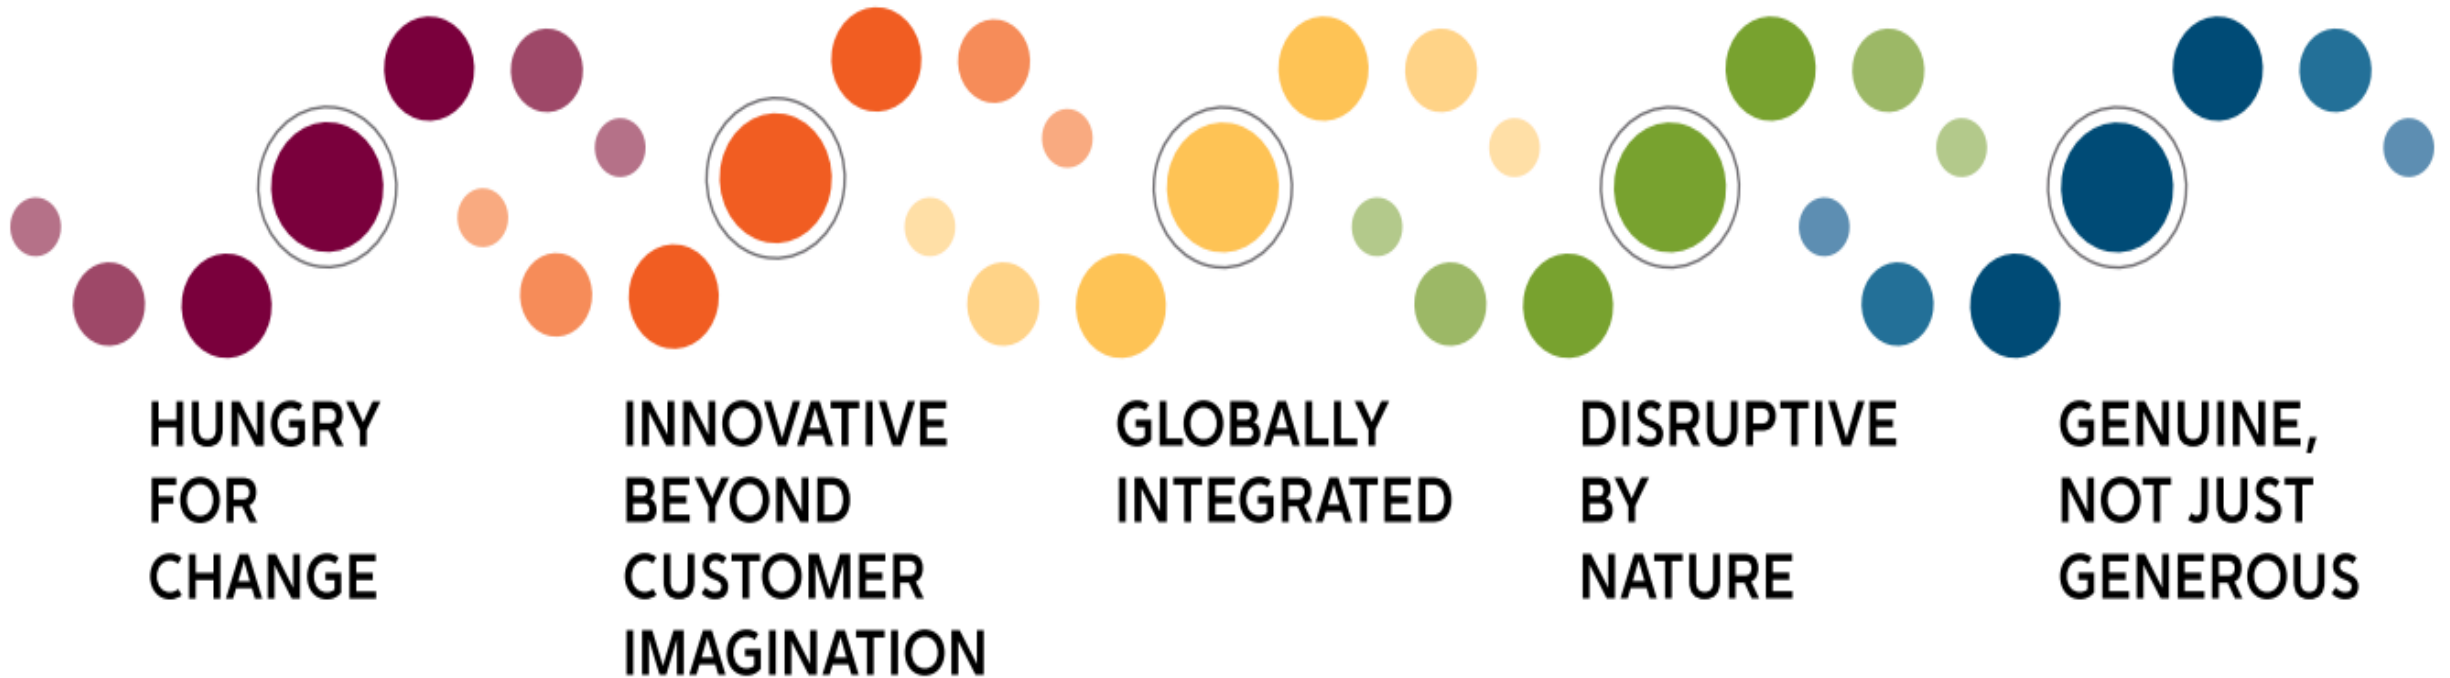 HUNGRY
FOR
CHANGE
INNOVATIVE
BEYOND
CUSTOMER
IMAGINATION
GLOBALLY
INTEGRATED
DISRUPTIVE
BY
NATURE
GENUINE,
NOT JUST
GENEROUS